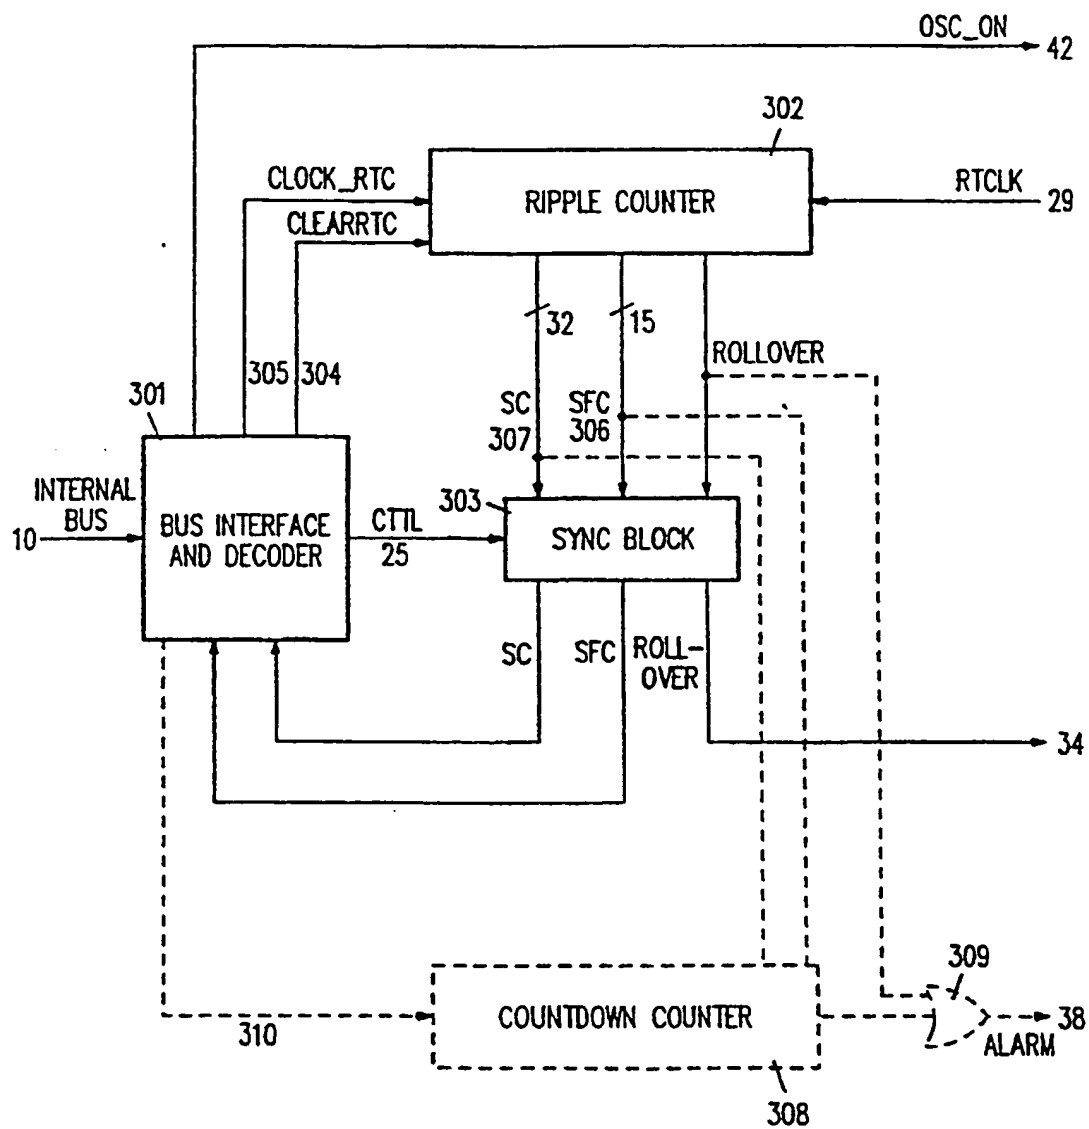 OSC_ON
42
302
CLOCK_RTC
RIPPLE COUNTER
RTCLK
29
CLEARRTC
32
15
305
304
ROLLOVER
301
SC
307
SFC
306
INTERNAL
BUS
10
BUS INTERFACE
AND DECODER
CTTL
25
303
SYNC BLOCK
SC
SFC
ROLL-
OVER
34
309
310
COUNTDOWN COUNTER
38
ALARM
308